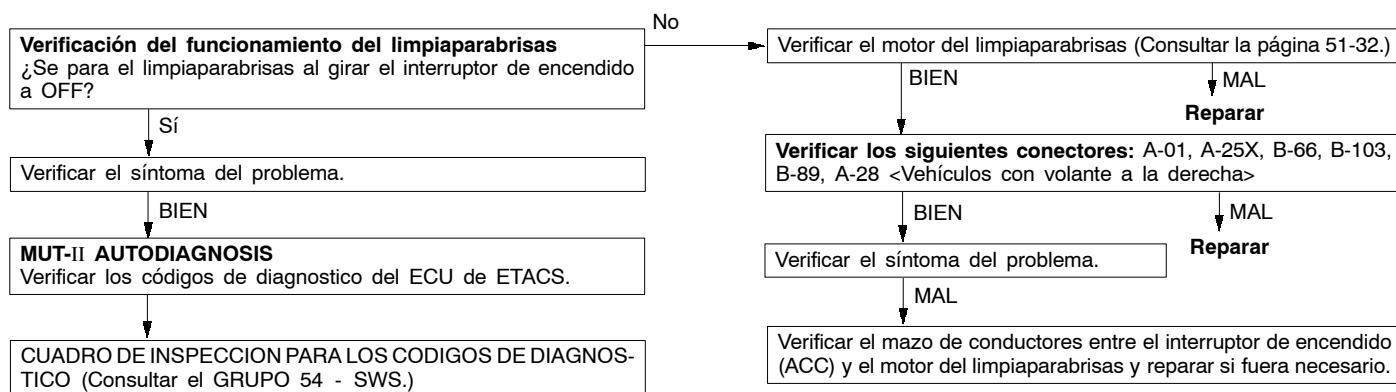 Verificación del funcionamiento del limpiaparabrisas
¿Se para el limpiaparabrisas al girar el interruptor de encendido
a OFF?
Sí
Verificar el síntoma del problema.
BIEN
MUT-II AUTODIAGNOSIS
Verificar los códigos de diagnostico del ECU de ETACS.
CUADRO DE INSPECCION PARA LOS CODIGOS DE DIAGNOS-
TICO (Consultar el GRUPO 54 - SWS.)
No
Verificar el motor del limpiaparabrisas (Consultar la página 51-32.)
BIEN
MAL
Reparar
Verificar los siguientes conectores: A-01, A-25X, B-66, B-103,
B-89, A-28 <Vehículos con volante a la derecha>
BIEN
MAL
Reparar
Verificar el síntoma del problema.
MAL
Verificar el mazo de conductores entre el interruptor de encendido
(ACC) y el motor del limpiaparabrisas y reparar si fuera necesario.